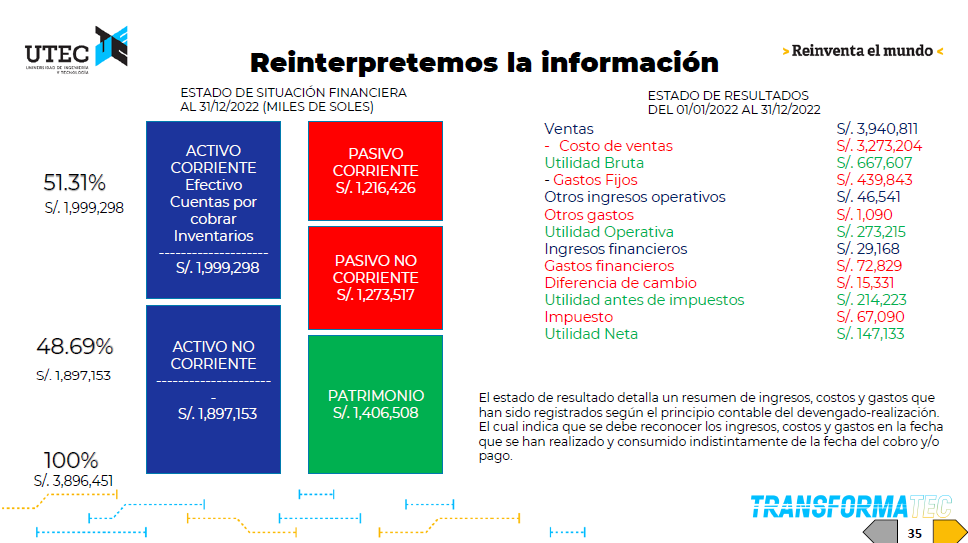 UTEC
UNIVERSIDAD DE INGENIERÍA
Y TECNOLOGÍA
Reinterpretemos la información
> Reinventa el mundo <
ESTADO DE SITUACIÓN FINANCIERA
AL 31/12/2022 (MILES DE SOLES)
51.31%
S/. 1,999,298
48.69%
S/. 1,897,153
100%
S/. 3,896,451
ACTIVO
CORRIENTE
Efectivo
Cuentas por
cobrar
Inventarios
--------------------
S/. 1,999,298
ACTIVO NO
CORRIENTE
---------------------
-
S/. 1,897,153
PASIVO
CORRIENTE
S/. 1,216,426
PASIVO NO
CORRIENTE
S/. 1,273,517
PATRIMONIO
S/. 1,406,508
ESTADO DE RESULTADOS
DEL 01/01/2022 AL 31/12/2022
Ventas S/. 3,940,811
- Costo de ventas S/. 3,273,204
Utilidad Bruta S/. 667,607
- Gastos Fijos S/. 439,843
Otros ingresos operativos S/. 46,541
Otros gastos S/. 1,090
Utilidad Operativa S/. 273,215
Ingresos financieros S/. 29,168
Gastos financieros S/. 72,829
Diferencia de cambio S/. 15,331
Utilidad antes de impuestos S/. 214,223
Impuesto S/. 67,090
Utilidad Neta S/. 147,133
El estado de resultado detalla un resumen de ingresos, costos y gastos
que han sido registrados según el principio contable del devengado-realización.
El cual indica que se debe reconocer los ingresos, costos y gastos en la fecha
que se han realizado y consumido indistintamente de la fecha del cobro y/o
pago.
TRANSFORMATEC
35